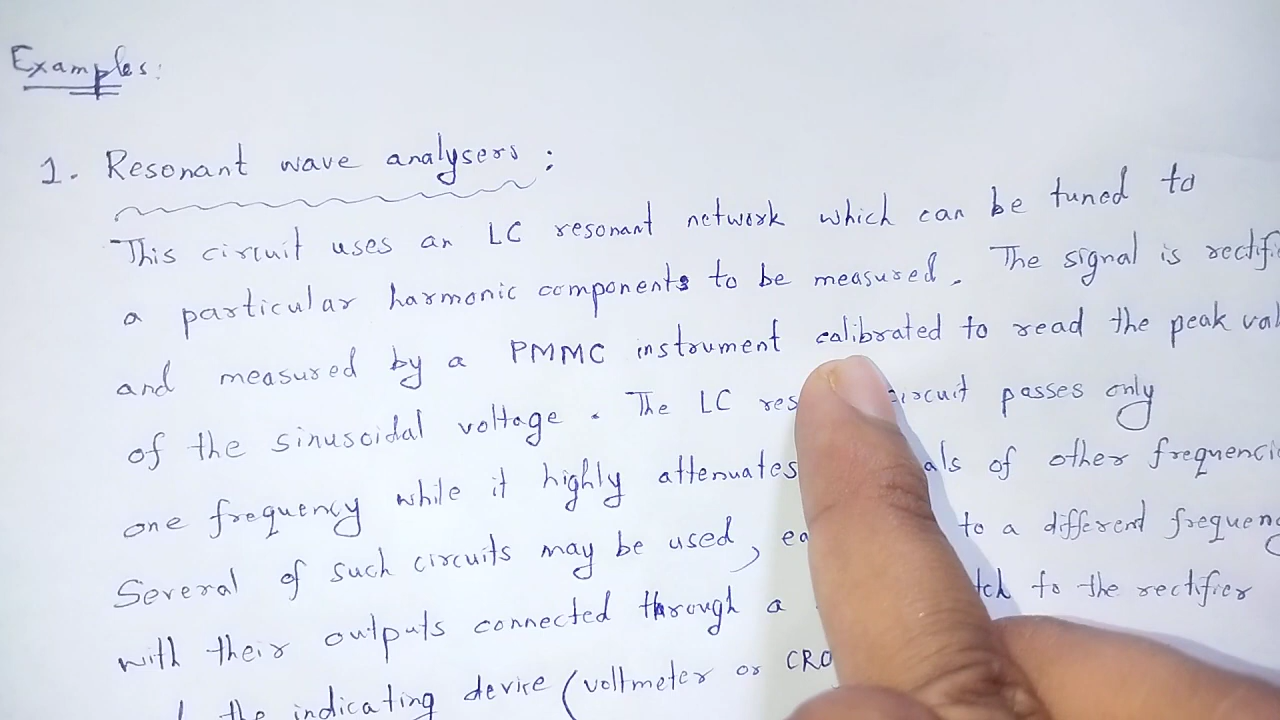 Examples:
1. Resonant wave analysers :
This circuit uses an LC resonant network which can be tuned to
a particular harmonic components to be measured. The signal is
and measured by a PMMC instrument calibrated to read the peak
of the sinusoidal voltage. The LC circuit passes only
one frequency while it highly attenuates of other
Several of such circuits may be used, to a different
with their outputs connected through a to the rectifier
the indicating device (voltmeter or CRO